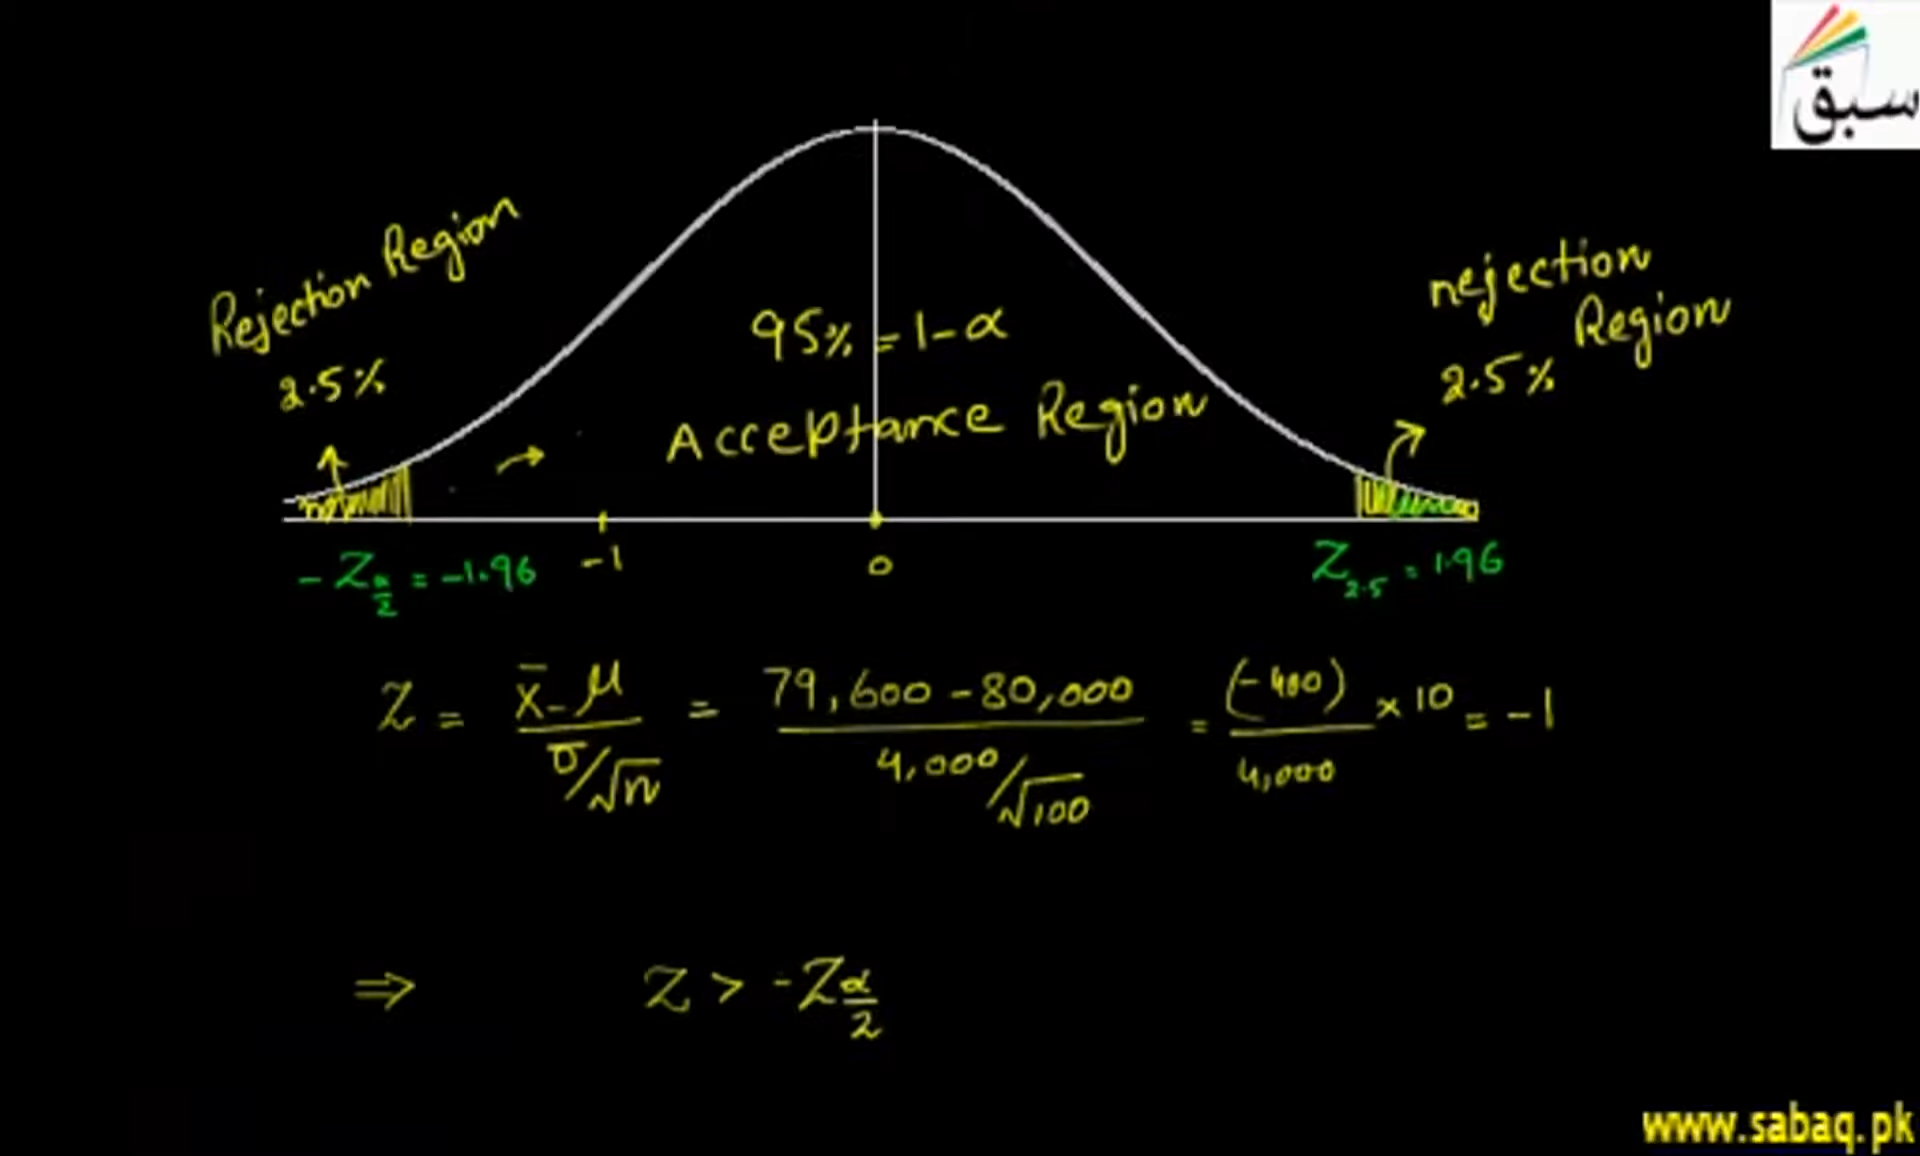 سبق
Rejection Region
2.5%
95% = 1-α
Acceptance Region
rejection
Region
2.5%
-Z α/2 = -1.96
-1
0
Z 2.5 = 1.96
Z = x̄ - μ / σ/√n = 79,600 - 80,000 / 4,000/√100 = (-400) / 4,000 × 10 = -1
⇒ Z > -Z α/2
www.sabaq.pk